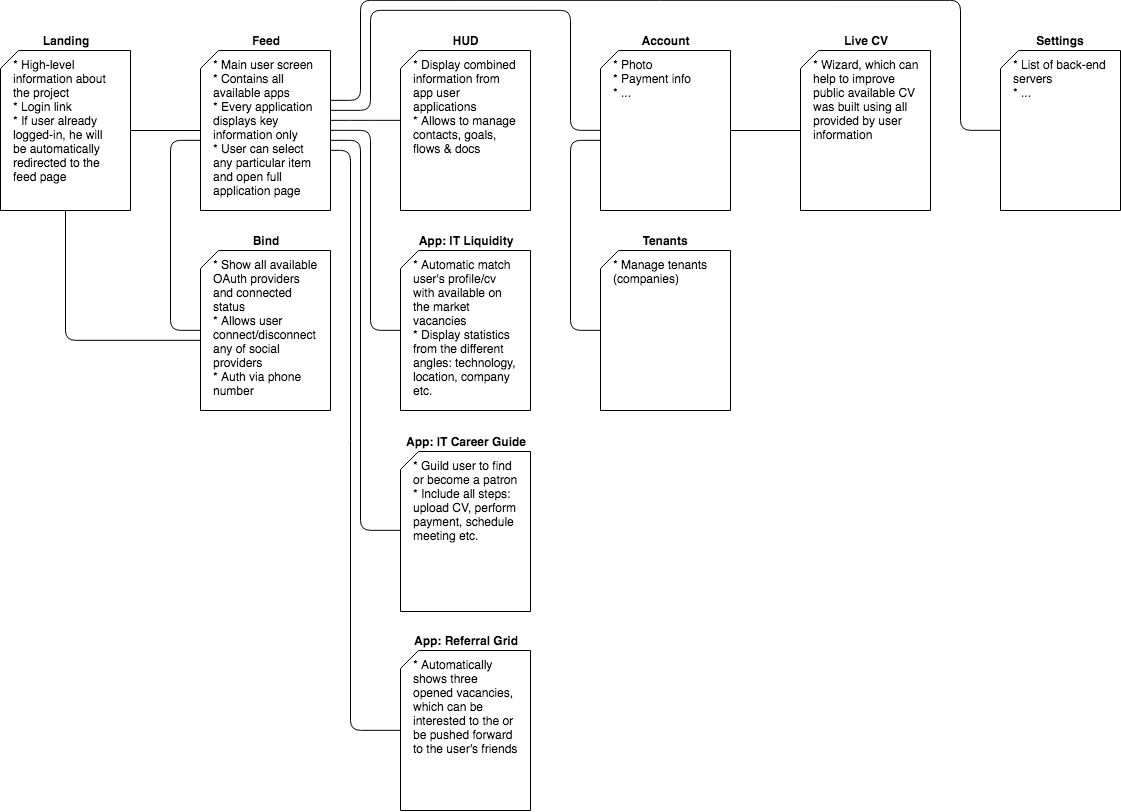 Landing
* High-level
information about
the project
* Login link
* If user already
logged-in, he will
be automatically
redirected to the
feed page
Feed
* Main user screen
* Contains all
available apps
* Every application
displays key
information only
* User can select
any particular item
and open full
application page
HUD
* Display combined
information from
app user
applications
* Allows to manage
contacts, goals,
flows & docs
Account
* Photo
* Payment info
* ...
Live CV
* Wizard, which can
help to improve
public available CV
was built using all
provided by user
information
Settings
* List of back-end
servers
* ...
Bind
* Show all available
OAuth providers
and connected
status
* Allows user
connect/disconnect
any of social
providers
* Auth via phone
number
App: IT Liquidity
* Automatic match
user's profile/cv
with available on
the market
vacancies
* Display statistics
from the different
angles: technology,
location, company
etc.
Tenants
* Manage tenants
(companies)
App: IT Career Guide
* Guild user to find
or become a patron
* Include all steps:
upload CV, perform
payment, schedule
meeting etc.
App: Referral Grid
* Automatically
shows three
opened vacancies,
which can be
interested to the or
be pushed forward
to the user's friends